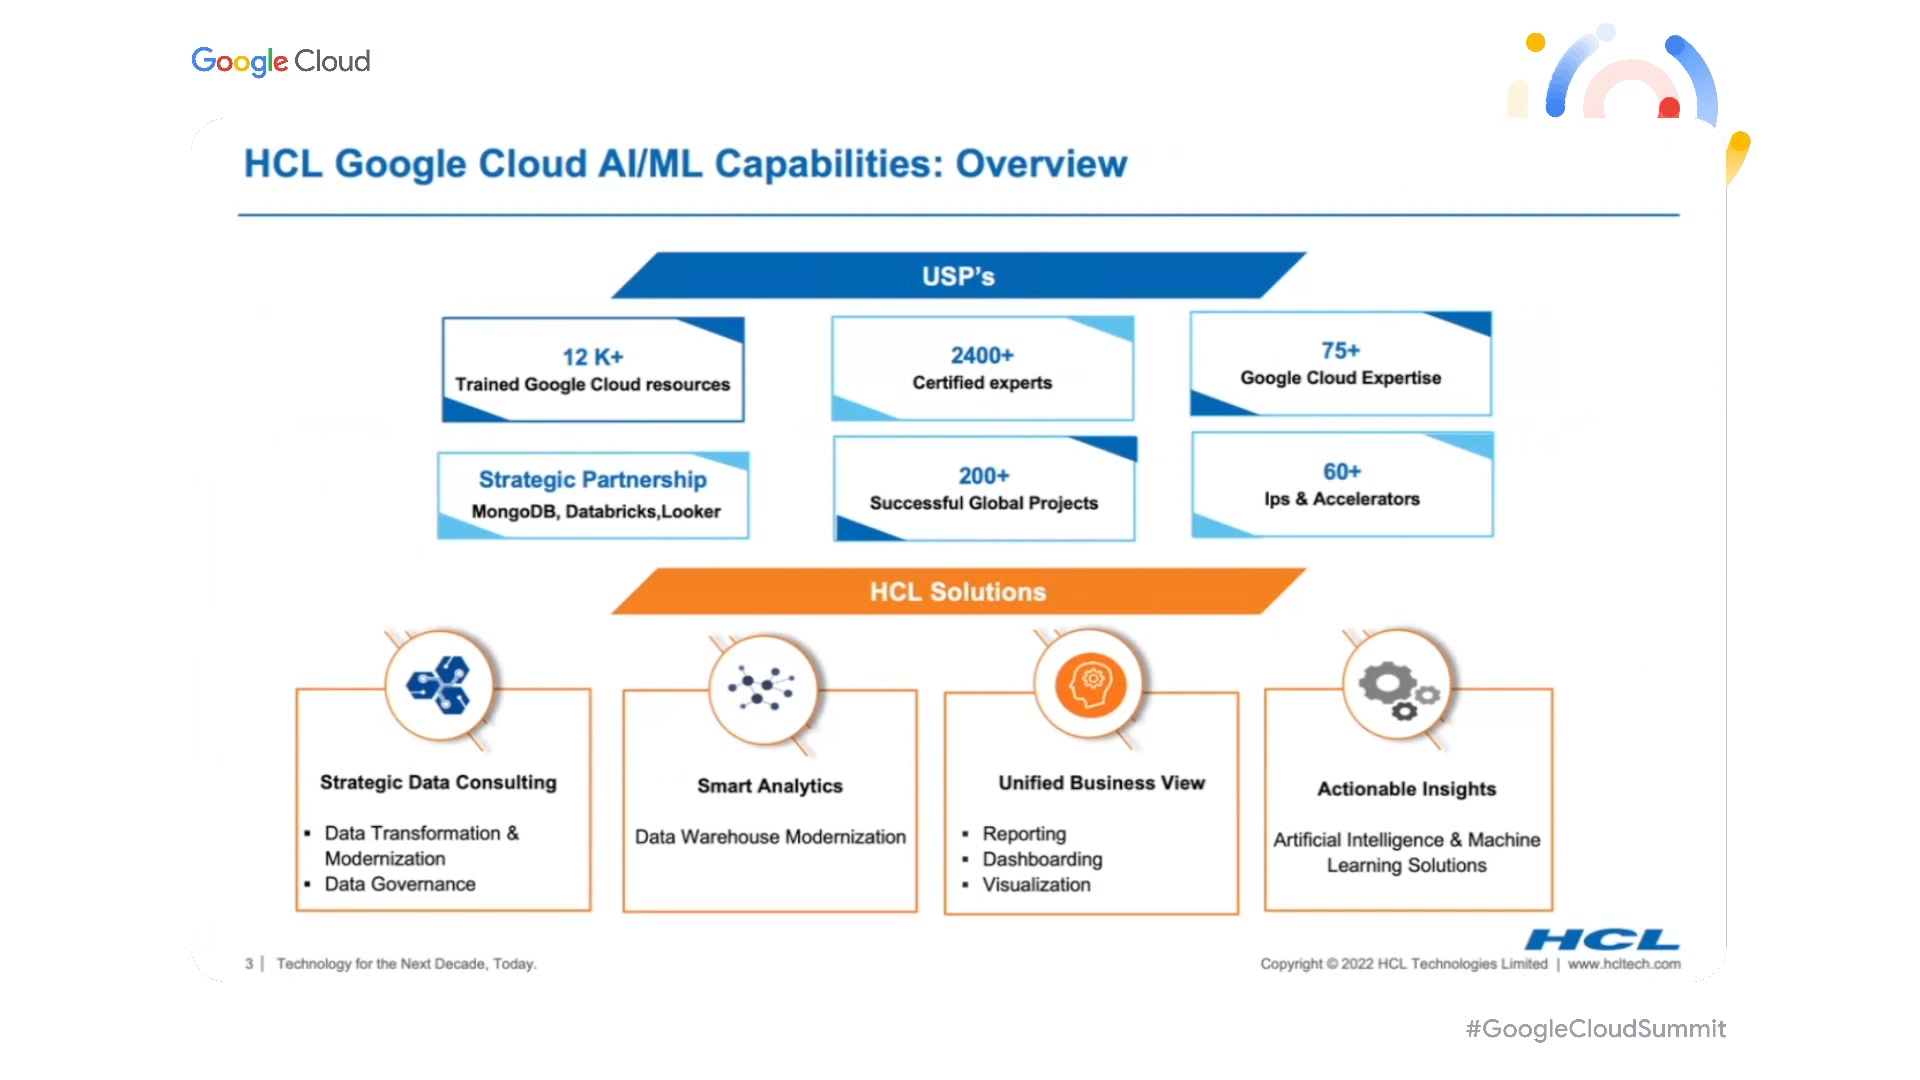 Google Cloud
HCL Google Cloud AI/ML Capabilities: Overview
USP's
12 K+
Trained Google Cloud resources
2400+
Certified experts
75+
Google Cloud Expertise
Strategic Partnership
MongoDB, Databricks,Looker
200+
Successful Global Projects
60+
Ips & Accelerators
HCL Solutions
Strategic Data Consulting
▪ Data Transformation &
Modernization
▪ Data Governance
Smart Analytics
Data Warehouse Modernization
Unified Business View
▪ Reporting
▪ Dashboarding
▪ Visualization
Actionable Insights
Artificial Intelligence & Machine
Learning Solutions
HCL
3 | Technology for the Next Decade, Today.
Copyright © 2022 HCL Technologies Limited | www.hcltech.com
#GoogleCloudSummit